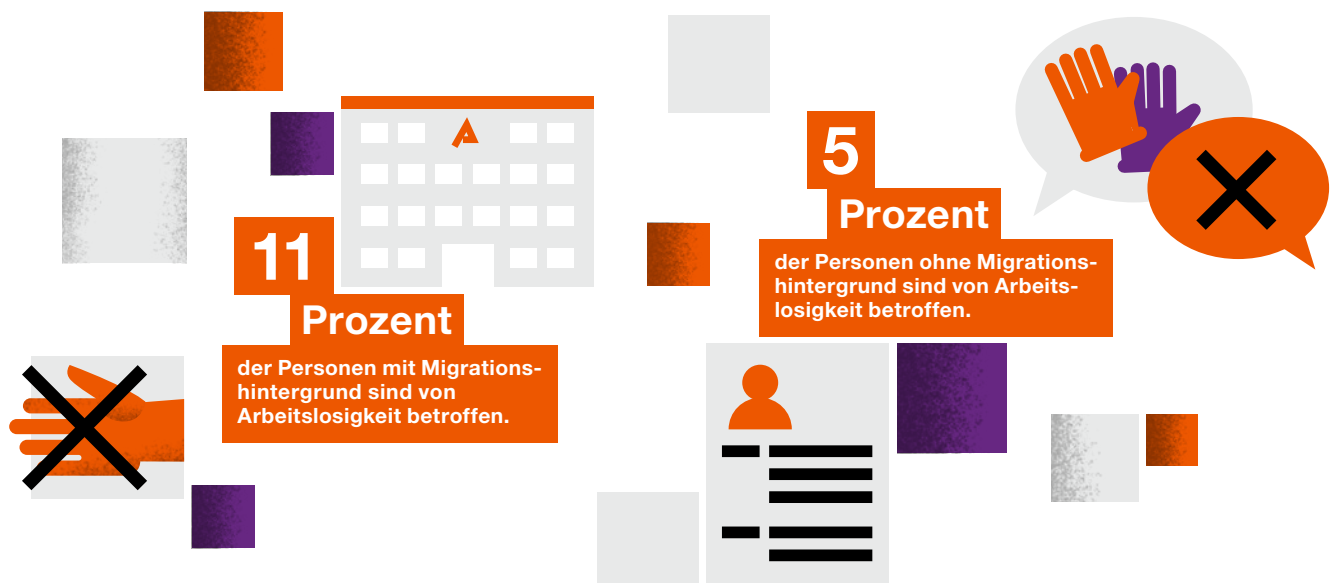 11
Prozent
der Personen mit Migrations-
hintergrund sind von
Arbeitslosigkeit betroffen.
5
Prozent
der Personen ohne Migrations-
hintergrund sind von Arbeits-
losigkeit betroffen.